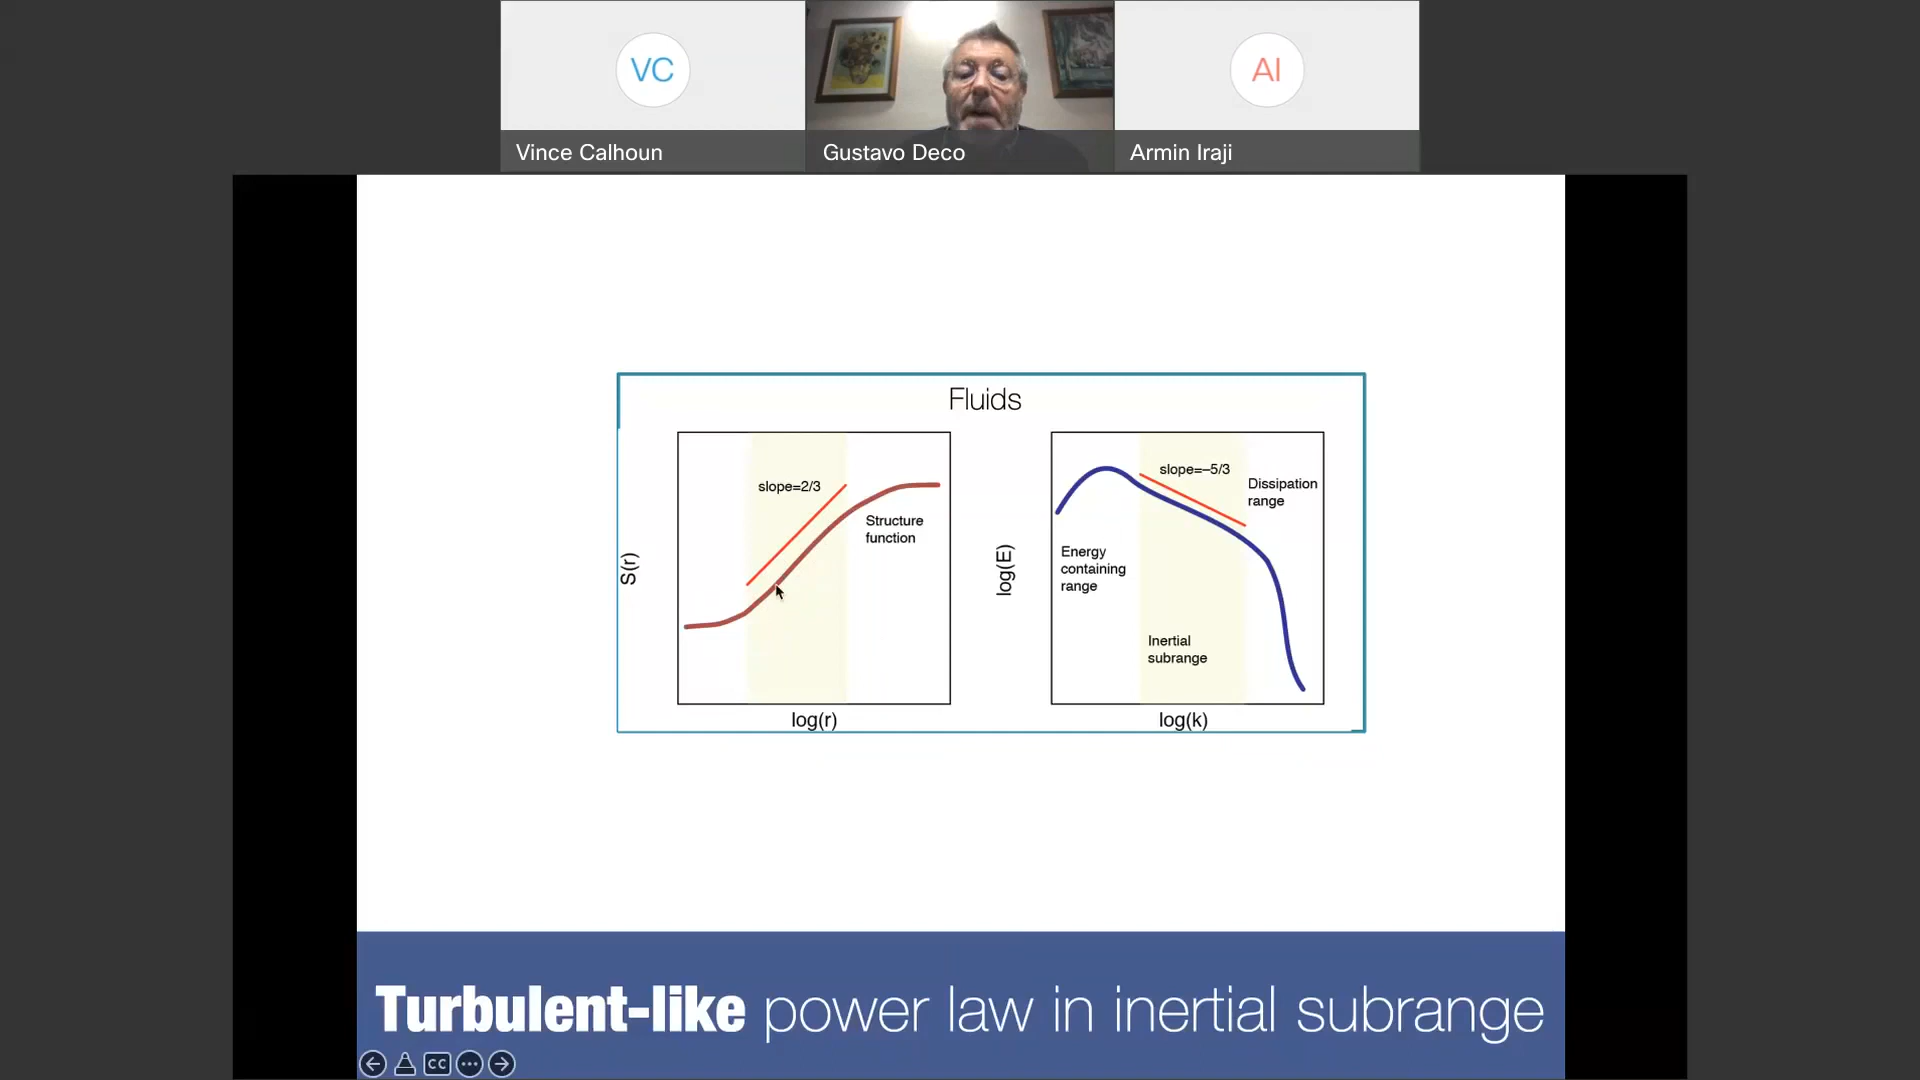 VC
AI
Vince Calhoun
Gustavo Deco
Armin Iraji
Fluids
slope=2/3
Structure
function
S(r)
log(r)
slope=–5/3
Dissipation
range
Energy
containing
range
Inertial
subrange
log(E)
log(k)
Turbulent-like power law in inertial subrange
CC